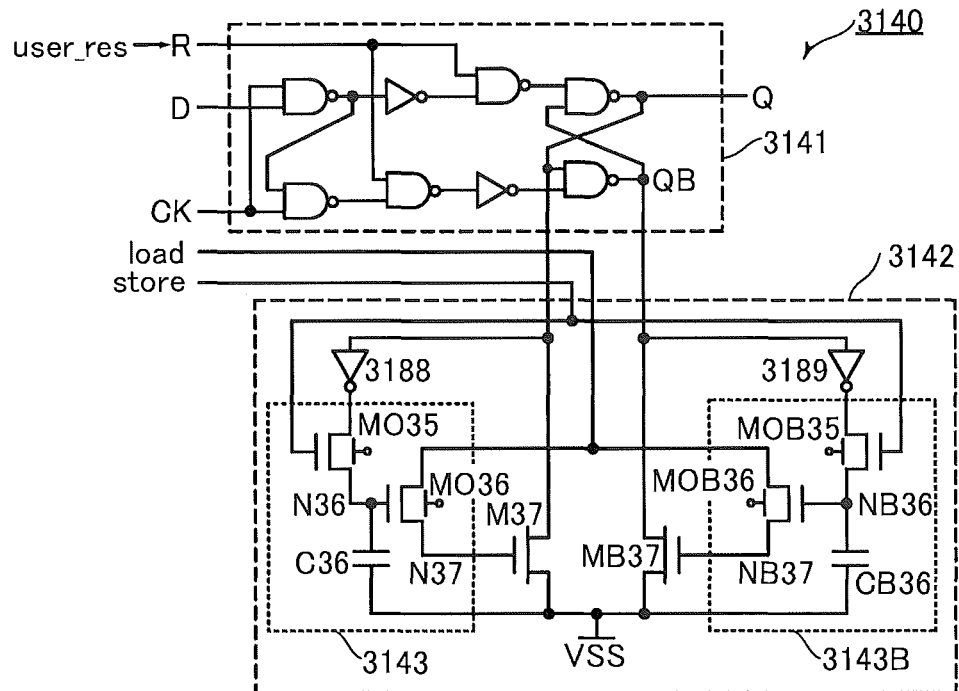 3140
user_res R
D
Q
3141
QB
CK
load
store
3142
3188
3189
MO35
MOB35
N36
MO36
MOB36
NB36
M37
C36
MB37
CB36
N37
NB37
3143
VSS
3143B